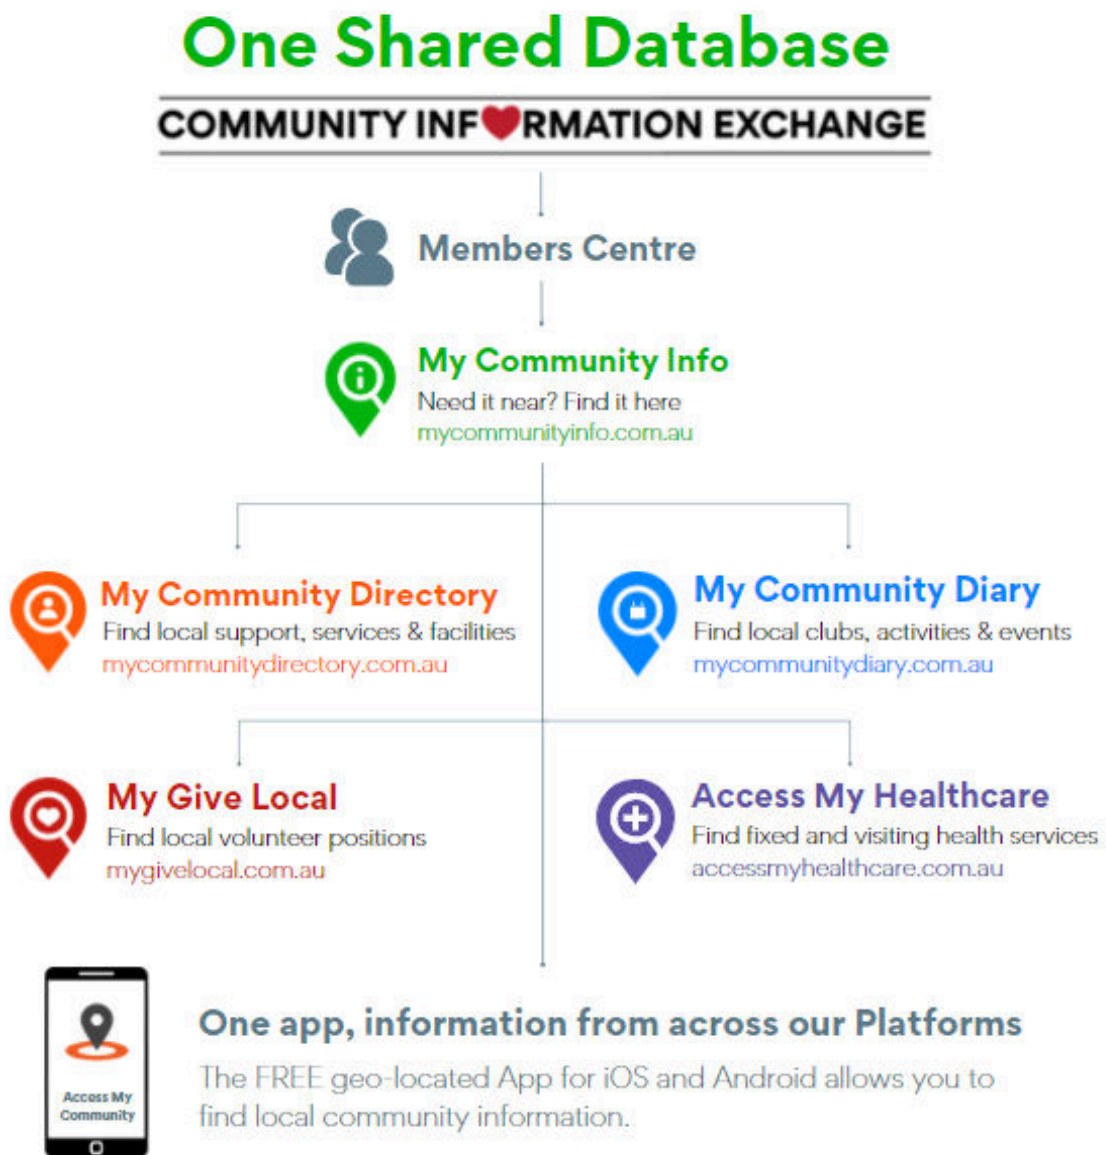 One Shared Database
COMMUNITY INFORMATION EXCHANGE
Members Centre
My Community Info
Need it near? Find it here
mycommunityinfo.com.au
My Community Directory
Find local support, services & facilities
mycommunitydirectory.com.au
My Community Diary
Find local clubs, activities & events
mycommunitydiary.com.au
My Give Local
Find local volunteer positions
mygivelocal.com.au
Access My Healthcare
Find fixed and visiting health services
accessmyhealthcare.com.au
Access My
Community
One app, information from across our Platforms
The FREE geo-located App for iOS and Android allows you to
find local community information.